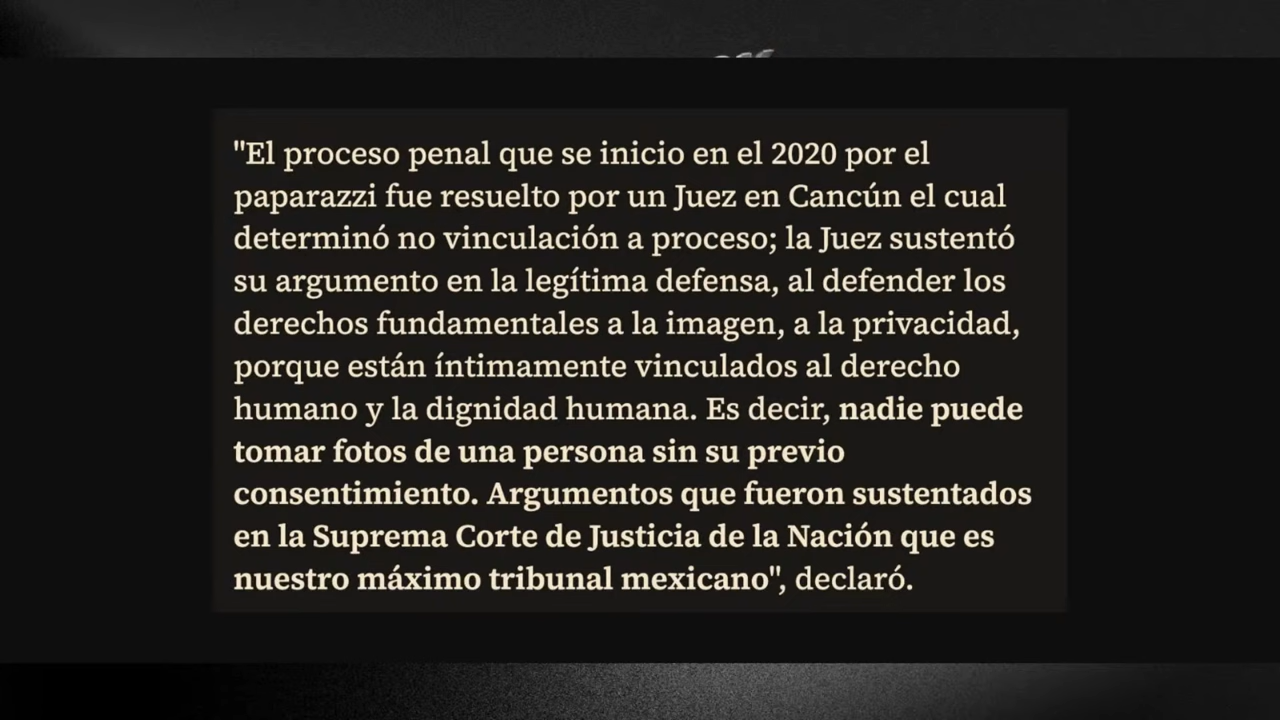 "El proceso penal que se inicio en el 2020 por el
paparazzi fue resuelto por un Juez en Cancún el cual
determinó no vinculación a proceso; la Juez sustentó
su argumento en la legítima defensa, al defender los
derechos fundamentales a la imagen, a la privacidad,
porque están íntimamente vinculados al derecho
humano y la dignidad humana. Es decir, nadie puede
tomar fotos de una persona sin su previo
consentimiento. Argumentos que fueron sustentados
en la Suprema Corte de Justicia de la Nación que es
nuestro máximo tribunal mexicano", declaró.